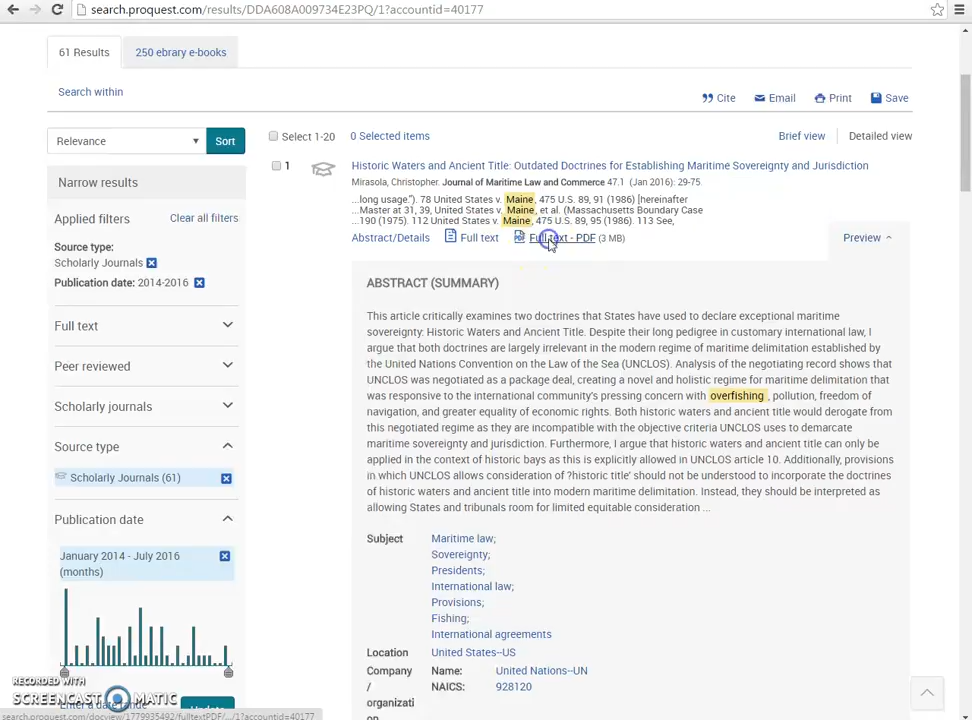 search.proquest.com/results/DDA608A009734E23PQ/1?accountid=40177
61 Results
250 ebrary e-books
Search within
Cite
Email
Print
Save
Relevance
Sort
Select 1-20
0 Selected items
Brief view
Detailed view
Narrow results
Applied filters
Clear all filters
Source type:
Scholarly Journals
Publication date: 2014-2016
Full text
Peer reviewed
Scholarly journals
Source type
Scholarly Journals (61)
Publication date
January 2014 - July 2016
(months)
Enter a date range
Update
1
Historic Waters and Ancient Title: Outdated Doctrines for Establishing Maritime Sovereignty and Jurisdiction
Mirasola, Christopher. Journal of Maritime Law and Commerce 47.1 (Jan 2016): 29-75.
...long usage."). 78 United States v. Maine, 475 U.S. 89, 91 (1986) [hereinafter
...Master at 31, 39, United States v. Maine, et al. (Massachusetts Boundary Case
...190 (1975). 112 United States v. Maine, 475 U.S. 89, 95 (1986). 113 See,
Abstract/Details
Full text
Full text - PDF (3 MB)
Preview
ABSTRACT (SUMMARY)
This article critically examines two doctrines that States have used to declare exceptional maritime
sovereignty: Historic Waters and Ancient Title. Despite their long pedigree in customary international law, I
argue that both doctrines are largely irrelevant in the modern regime of maritime delimitation established by
the United Nations Convention on the Law of the Sea (UNCLOS). Analysis of the negotiating record shows that
UNCLOS was negotiated as a package deal, creating a novel and holistic regime for maritime delimitation that
was responsive to the international community's pressing concern with overfishing, pollution, freedom of
navigation, and greater equality of economic rights. Both historic waters and ancient title would derogate from
this negotiated regime as they are incompatible with the objective criteria UNCLOS uses to demarcate
maritime sovereignty and jurisdiction. Furthermore, I argue that historic waters and ancient title can only be
applied in the context of historic bays as this is explicitly allowed in UNCLOS article 10. Additionally, provisions
in which UNCLOS allows consideration of ?historic title' should not be understood to incorporate the doctrines
of historic waters and ancient title into modern maritime delimitation. Instead, they should be interpreted as
allowing States and tribunals room for limited equitable consideration ...
Subject
Maritime law;
Sovereignty;
Presidents;
International law;
Provisions;
Fishing;
International agreements
Location
United States--US
Company
/
organizati
on
Name: United Nations--UN
NAICS: 928120
RECORDED WITH
SCREENCAST MATIC
search.proquest.com/docview/1779935492/fulltextPDF/.../1?accountid=40177